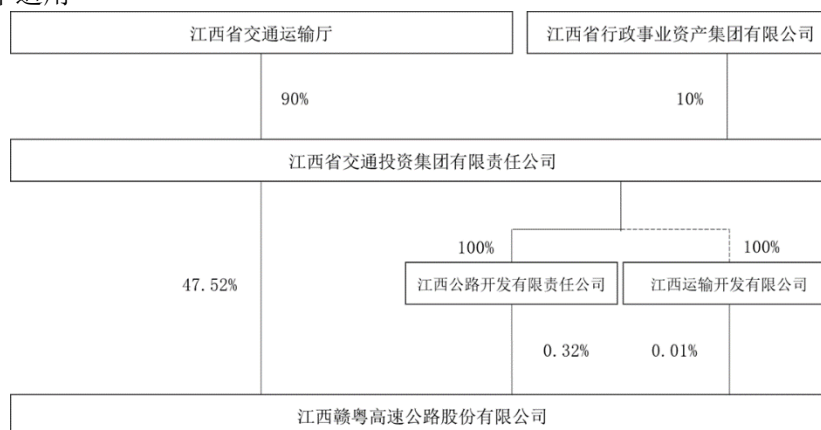 江西省交通运输厅
江西省行政事业资产集团有限公司
90%
10%
江西省交通投资集团有限责任公司
100%
100%
47.52%
江西公路开发有限责任公司
江西运输开发有限公司
0.32%
0.01%
江西赣粤高速公路股份有限公司